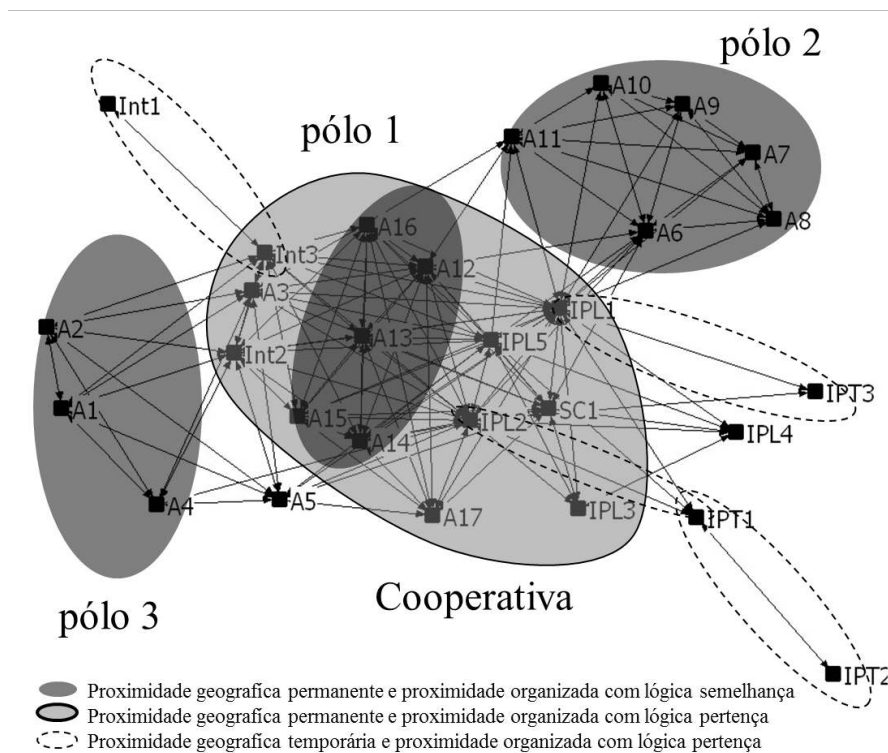 pólo 2
A10
A9
Int1
pólo 1
A11
A7
A16
A6
A8
Int3
A12
A3
IPL1
A2
A13
IPL5
Int2
IPT3
A1
A15
IPL2
SC1
IPL4
A14
A4
A5
A17
IPL3
IPT1
Cooperativa
pólo 3
IPT2
Proximidade geografíca permanente e proximidade organizada com lógica semelhança
Proximidade geografíca permanente e proximidade organizada com lógica pertença
Proximidade geografíca temporária e proximidade organizada com lógica pertença